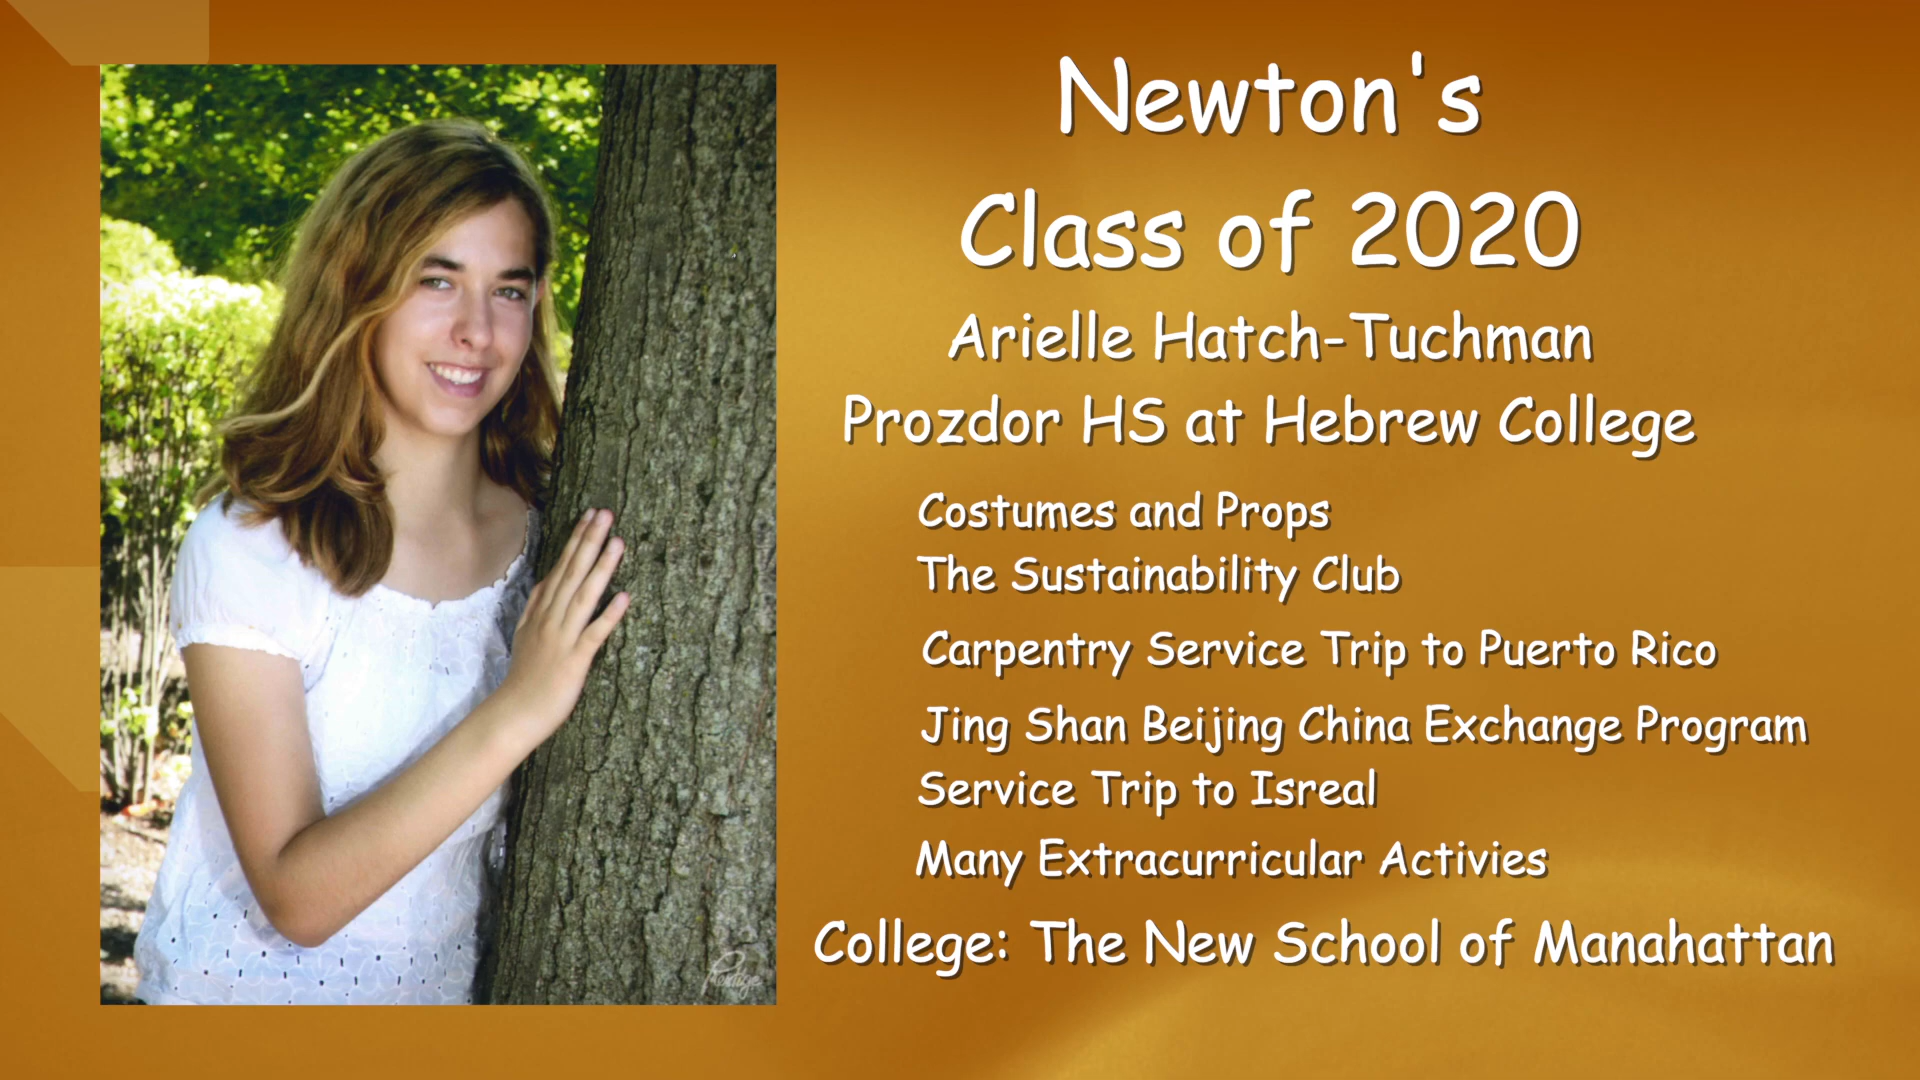 Newton's
Class of 2020
Arielle Hatch-Tuchman
Prozdor HS at Hebrew College
Costumes and Props
The Sustainability Club
Carpentry Service Trip to Puerto Rico
Jing Shan Beijing China Exchange Program
Service Trip to Isreal
Many Extracurricular Activies
College: The New School of Manahattan